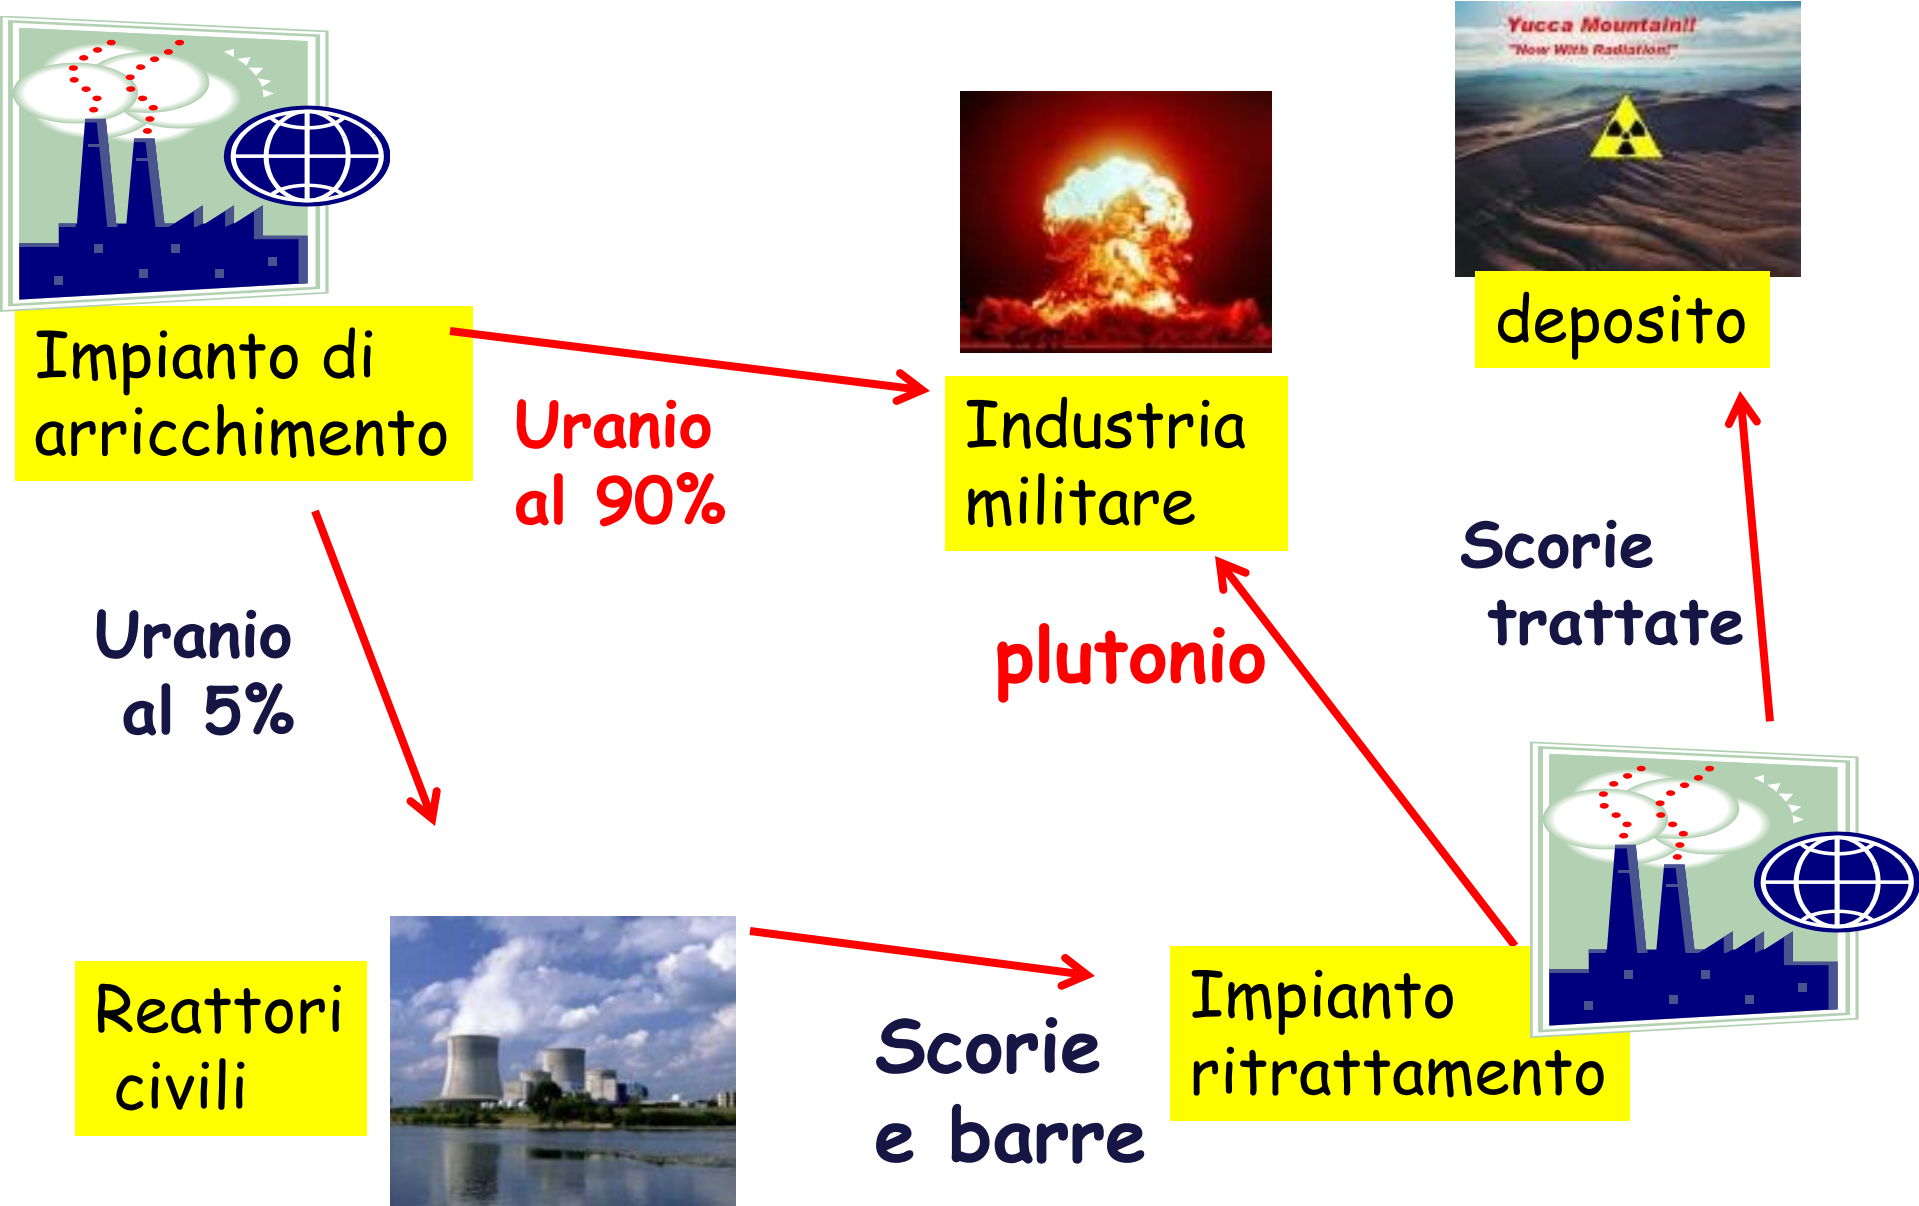 Yucca Mountain!!
"Now With Radiation!"
deposito
Impianto di
arricchimento
Uranio
al 90%
Industria
militare
Scorie
trattate
Uranio
al 5%
plutonio
Reattori
civili
Scorie
e barre
Impianto
ritrattamento